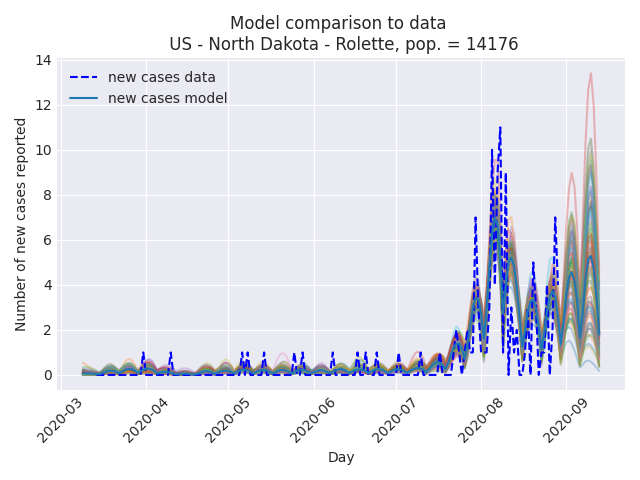 Model comparison to data
US - North Dakota - Rolette, pop. = 14176
new cases data
new cases model
Number of new cases reported
14
12
10
8
6
4
2
0
2020-03
2020-04
2020-05
2020-06
2020-07
2020-08
2020-09
Day